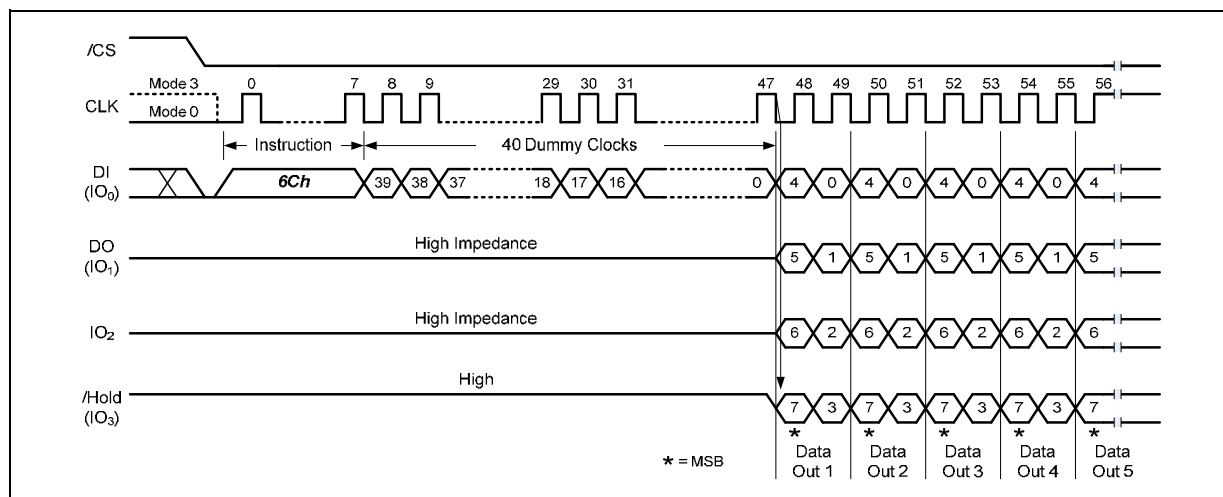 /CS
Mode 3 0 7 8 9 29 30 31 47 48 49 50 51 52 53 54 55 56
CLK
Mode 0
Instruction 40 Dummy Clocks
DI
(IO₀)
6Ch 39 38 37 18 17 16 0 4 0 4 0 4 0 4 0 4
DO
(IO₁)
High Impedance 5 1 5 1 5 1 5 1 5
IO₂
High Impedance 6 2 6 2 6 2 6 2 6
/Hold
(IO₃)
High 7 3 7 3 7 3 7 3 7
* * * * *
* = MSB
Data Out 1
Data Out 2
Data Out 3
Data Out 4
Data Out 5